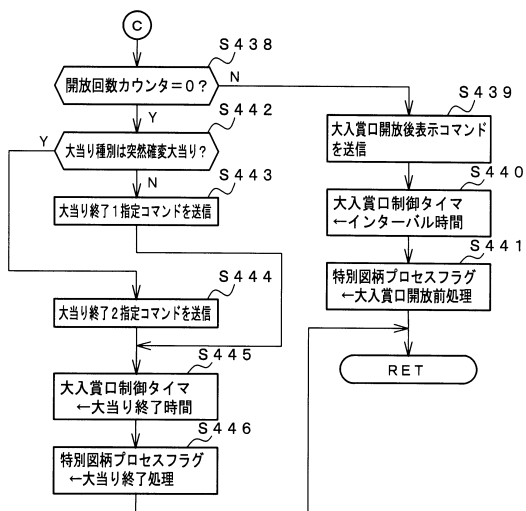 C
S438
開放回数カウンタ=0?
N
Y
S442
大当り種別は突然確変大当り?
Y
N
S443
大当り終了1指定コマンドを送信
S444
大当り終了2指定コマンドを送信
S445
大入賞口制御タイマ
←大当り終了時間
S446
特別図柄プロセスフラグ
←大当り終了処理
S439
大入賞口開放後表示コマンド
を送信
S440
大入賞口制御タイマ
←インターバル時間
S441
特別図柄プロセスフラグ
←大入賞口開放前処理
RET